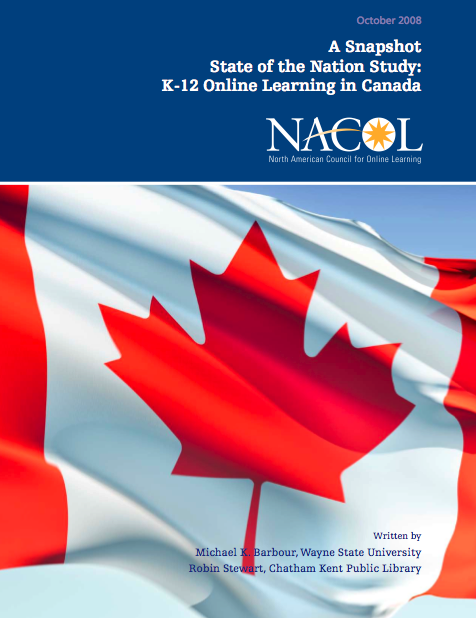 October 2008
A Snapshot
State of the Nation Study:
K-12 Online Learning in Canada
NACOL
North American Council for Online Learning
Written by
Michael K. Barbour, Wayne State University
Robin Stewart, Chatham Kent Public Library